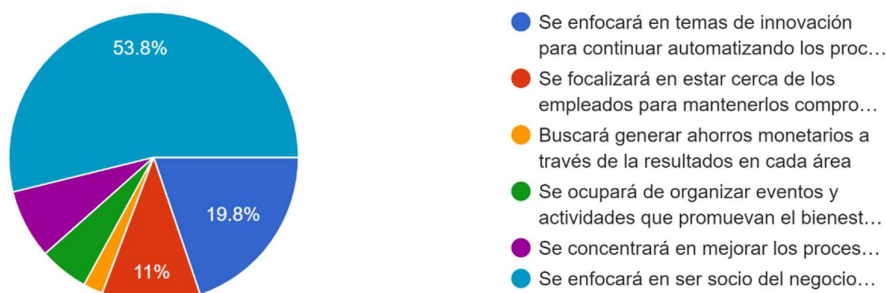 53.8%
19.8%
11%
Se enfocará en temas de innovación
para continuar automatizando los proc…
Se focalizará en estar cerca de los
empleados para mantenerlos compro…
Buscará generar ahorros monetarios a
través de la resultados en cada área
Se ocupará de organizar eventos y
actividades que promuevan el bienest…
Se concentrará en mejorar los proces…
Se enfocará en ser socio del negocio…